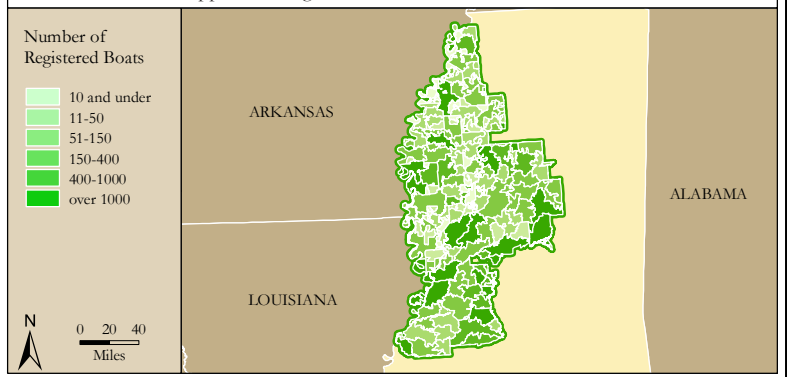 Number of
Registered Boats
10 and under
11-50
51-150
150-400
400-1000
over 1000
ARKANSAS
ALABAMA
LOUISIANA
N
0 20 40
Miles